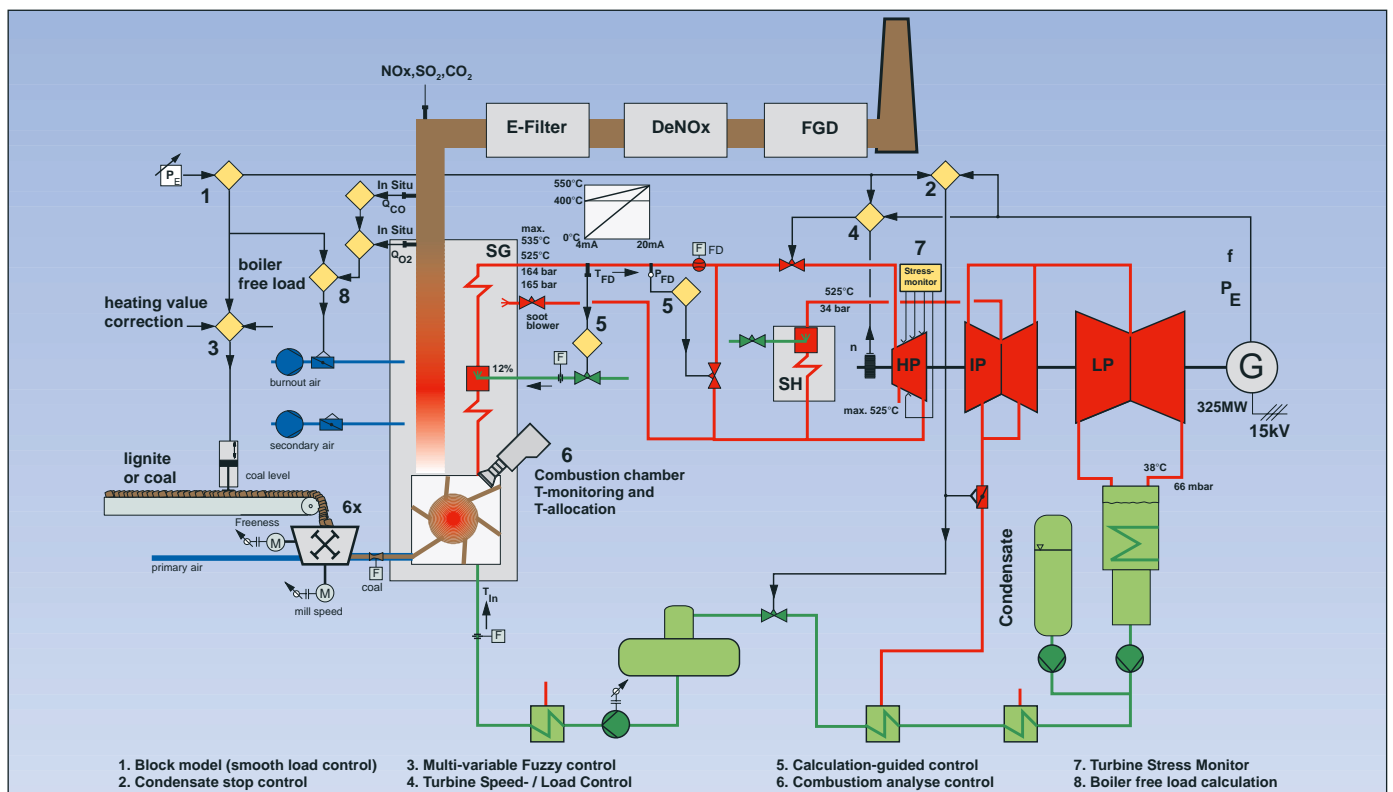 NOx,SO2,CO2
E-Filter
DeNOx
FGD
PE
1
2
In Situ
QCO
In Situ
QO2
550°C
400°C
0°C
4mA
20mA
4
7
Stress-
monitor
f
PE
boiler
free load
8
heating value
correction
3
SG
max.
535°C
525°C
164 bar
165 bar
TFD
PFD
F
FD
5
5
soot
blower
525°C
34 bar
burnout air
12%
F
SH
n
HP
IP
LP
G
max. 525°C
325MW
15kV
secondary air
lignite
or coal
coal level
6
Combustion chamber
T-monitoring and
T-allocation
38°C
66 mbar
6x
Freeness
M
primary air
F
coal
M
mill speed
TIn
F
Condensate
1. Block model (smooth load control)
2. Condensate stop control
3. Multi-variable Fuzzy control
4. Turbine Speed- / Load Control
5. Calculation-guided control
6. Combustiom analyse control
7. Turbine Stress Monitor
8. Boiler free load calculation